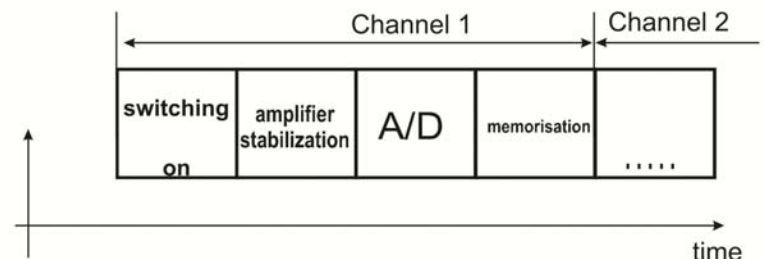 Channel 1
Channel 2
switching
on
amplifier
stabilization
A/D
memorisation
.....
time